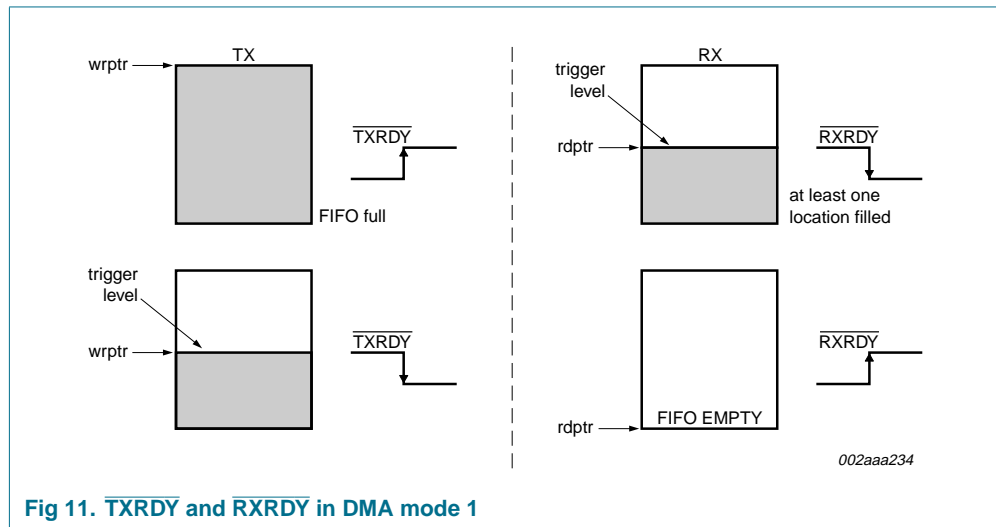 TX
wrptr
TXRDY
FIFO full
trigger
level
wrptr
TXRDY
RX
trigger
level
rdptr
RXRDY
at least one
location filled
RXRDY
FIFO EMPTY
rdptr
002aaa234
Fig 11. TXRDY and RXRDY in DMA mode 1